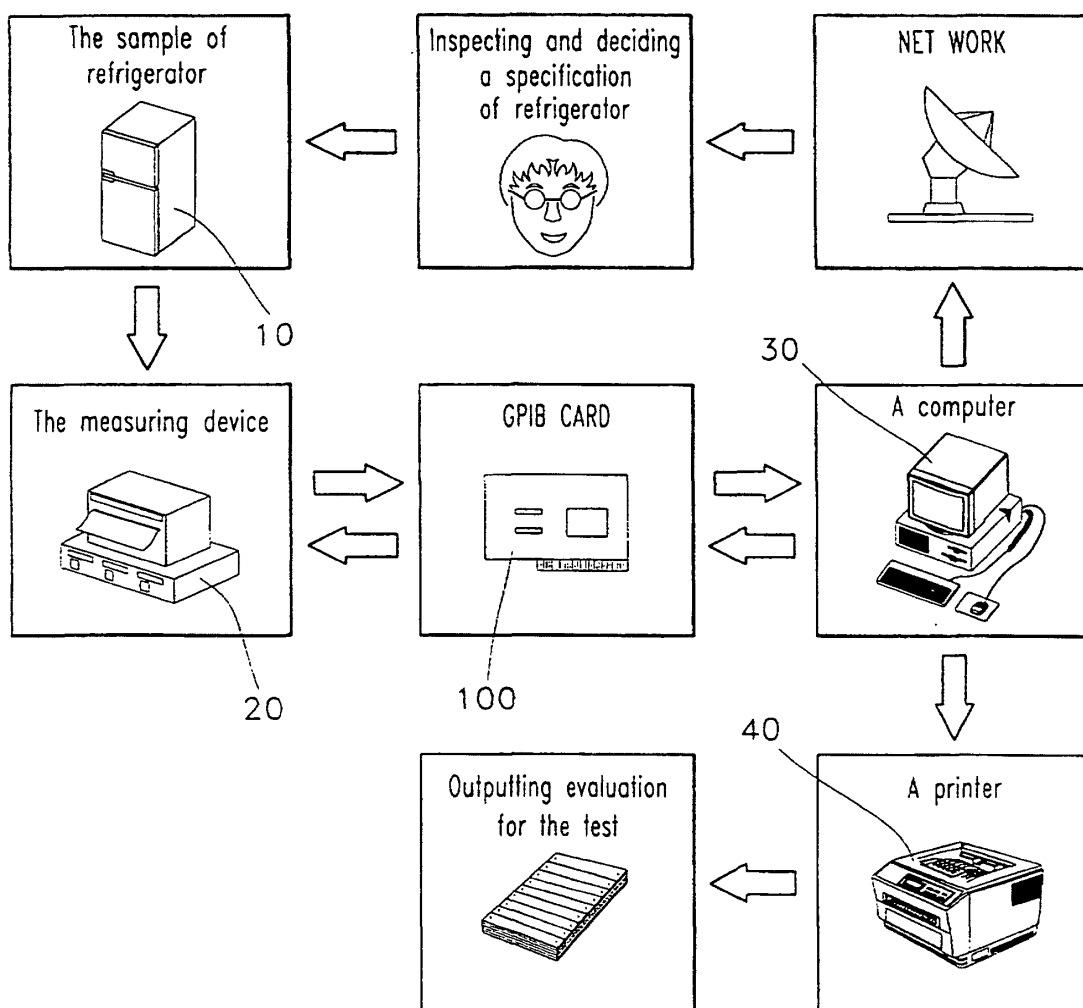 The sample of
refrigerator
10
Inspecting and deciding
a specification
of refrigerator
NET WORK
The measuring device
20
GPIB CARD
100
30
A computer
Outputting evaluation
for the test
40
A printer